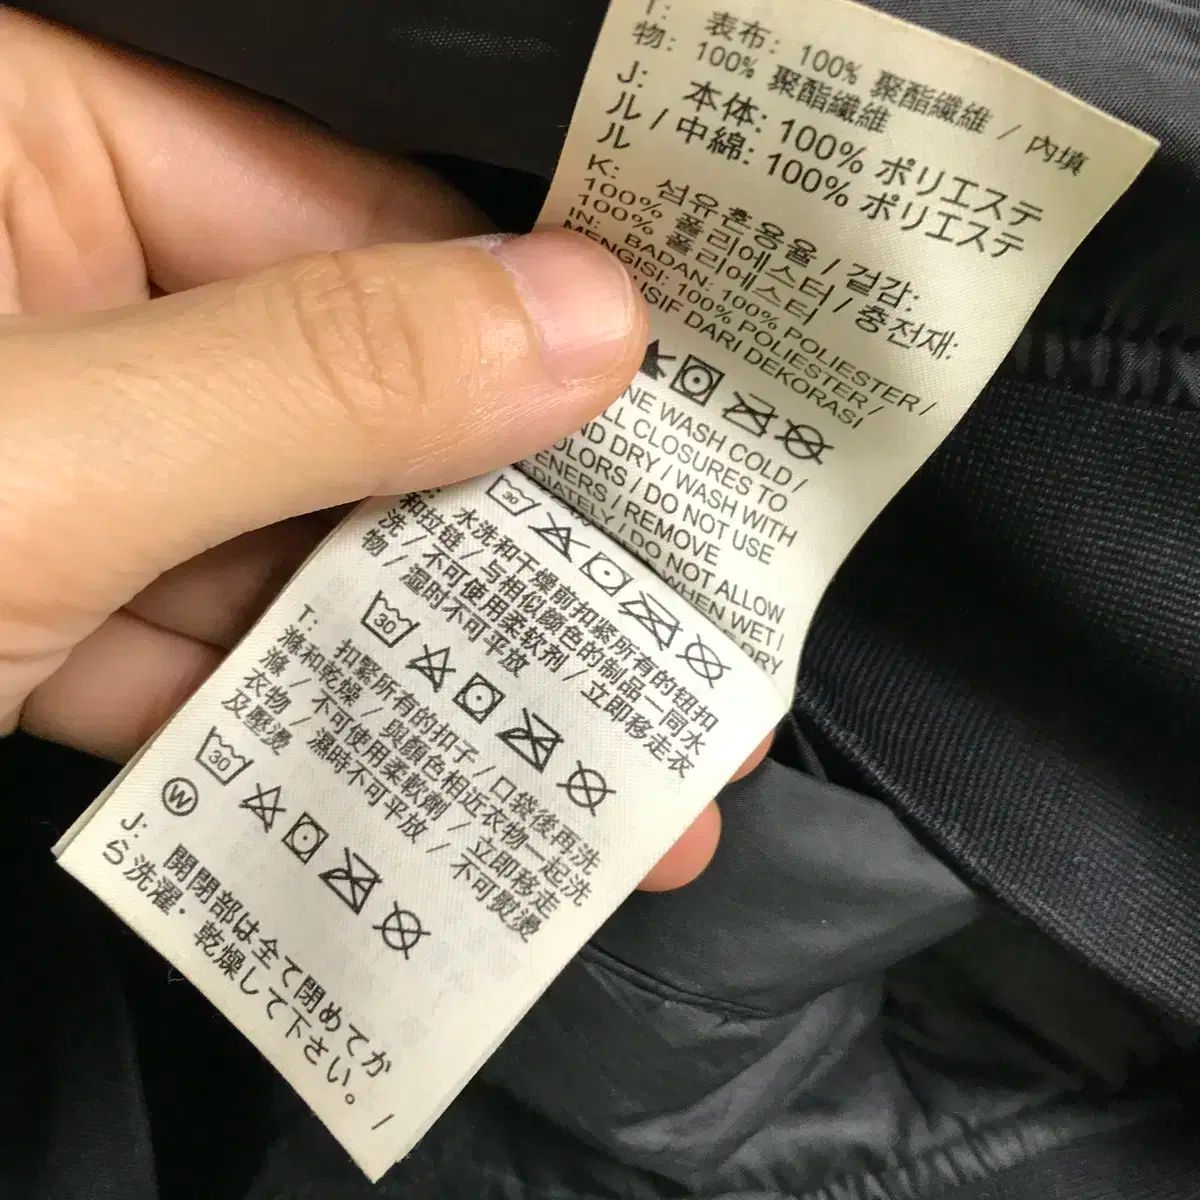 T: 表布: 100% 聚酯纖維 / 內填
物: 100% 聚酯纖維
J: 本体: 100% ポリエステ
ル / 中綿: 100% ポリエステ
ル
K: 섬유혼용율 / 겉감:
100% 폴리에스터 / 충전재:
100% 폴리에스터
IN: BADAN: 100% POLIESTER /
MENGISI: 100% POLIESTER /
DARI DEKORASI
WASH COLD /
CLOSURES TO
DRY / WASH WITH
/ DO NOT USE
/ REMOVE
/ DO NOT ALLOW
WHEN WET /
DRY
30
水洗和干燥前扣紧所有的钮扣
和拉链 / 与相似颜色的制品一同水
洗 / 不可使用柔软剂 / 立即移走衣
物 / 湿时不可平放
30
T: 扣緊所有的扣子 / 口袋後再洗
滌和乾燥 / 與顏色相近衣物一起洗
滌 / 不可使用柔軟劑 / 立即移走
衣物 / 濕時不可平放 / 不可熨燙
及壓燙
30
W
J: 開閉部は全て閉めてか
ら洗濯・乾燥して下さい。 /